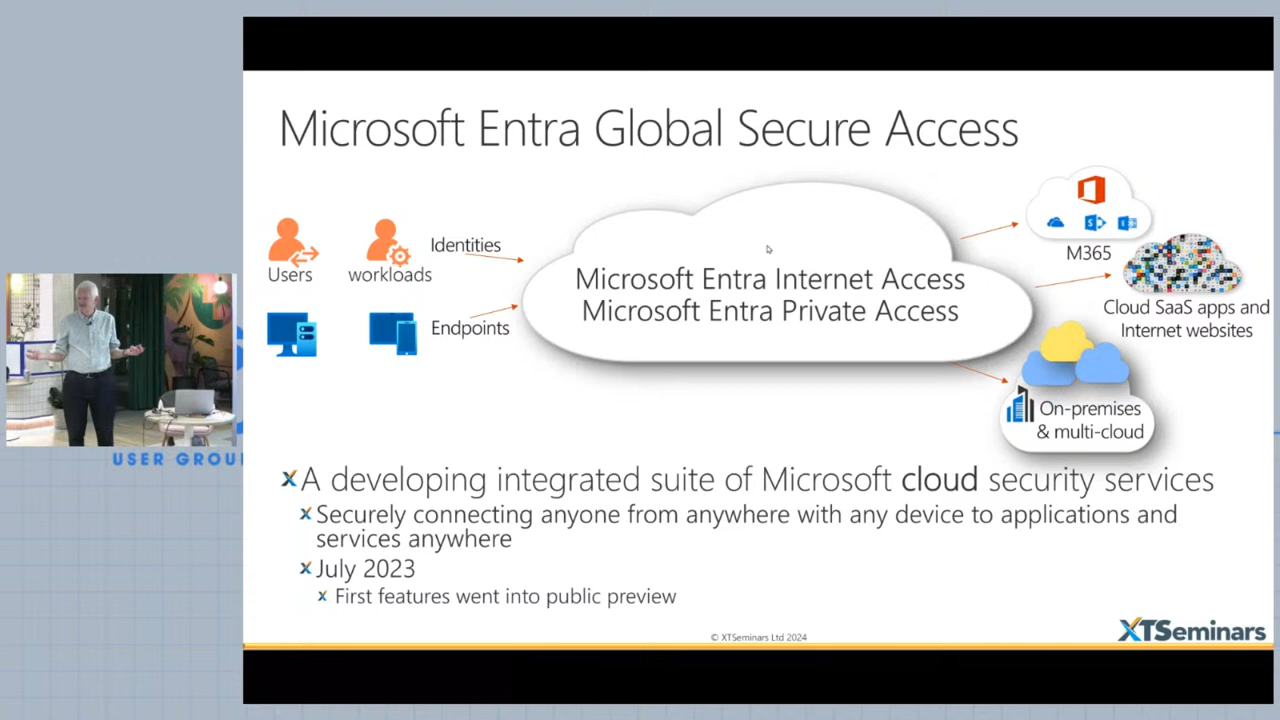 Microsoft Entra Global Secure Access
Users
workloads
Identities
Endpoints
Microsoft Entra Internet Access
Microsoft Entra Private Access
M365
Cloud SaaS apps and
Internet websites
On-premises
& multi-cloud
A developing integrated suite of Microsoft cloud security services
Securely connecting anyone from anywhere with any device to applications and
services anywhere
July 2023
First features went into public preview
© XTSeminars Ltd 2024
XTSeminars
USER GROU